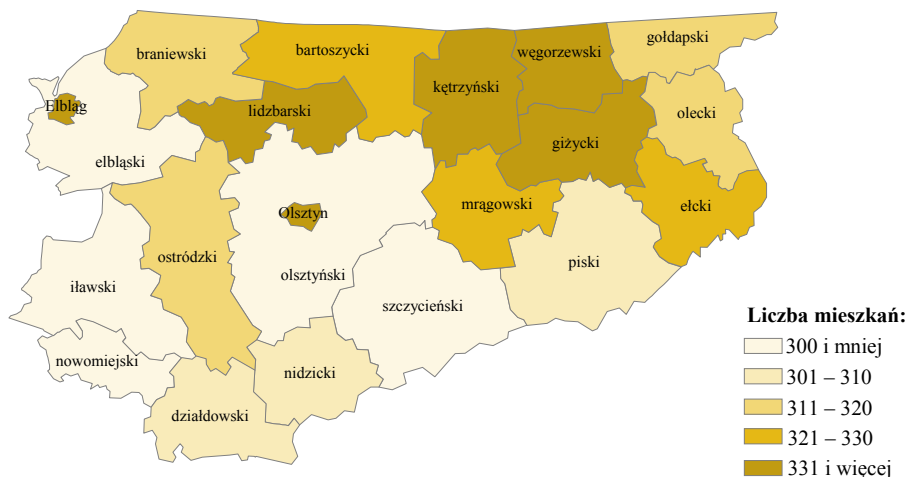 gołdapski
węgorzewski
bartoszycki
braniewski
kętrzyński
Elbląg
lidzbarski
olecki
giżycki
elbląski
mrągowski
ełcki
Olsztyn
ostródzki
piski
olsztyński
iławski
szczycieński
nowomiejski
nidzicki
działdowski
Liczba mieszkań:
300 i mniej
301 – 310
311 – 320
321 – 330
331 i więcej